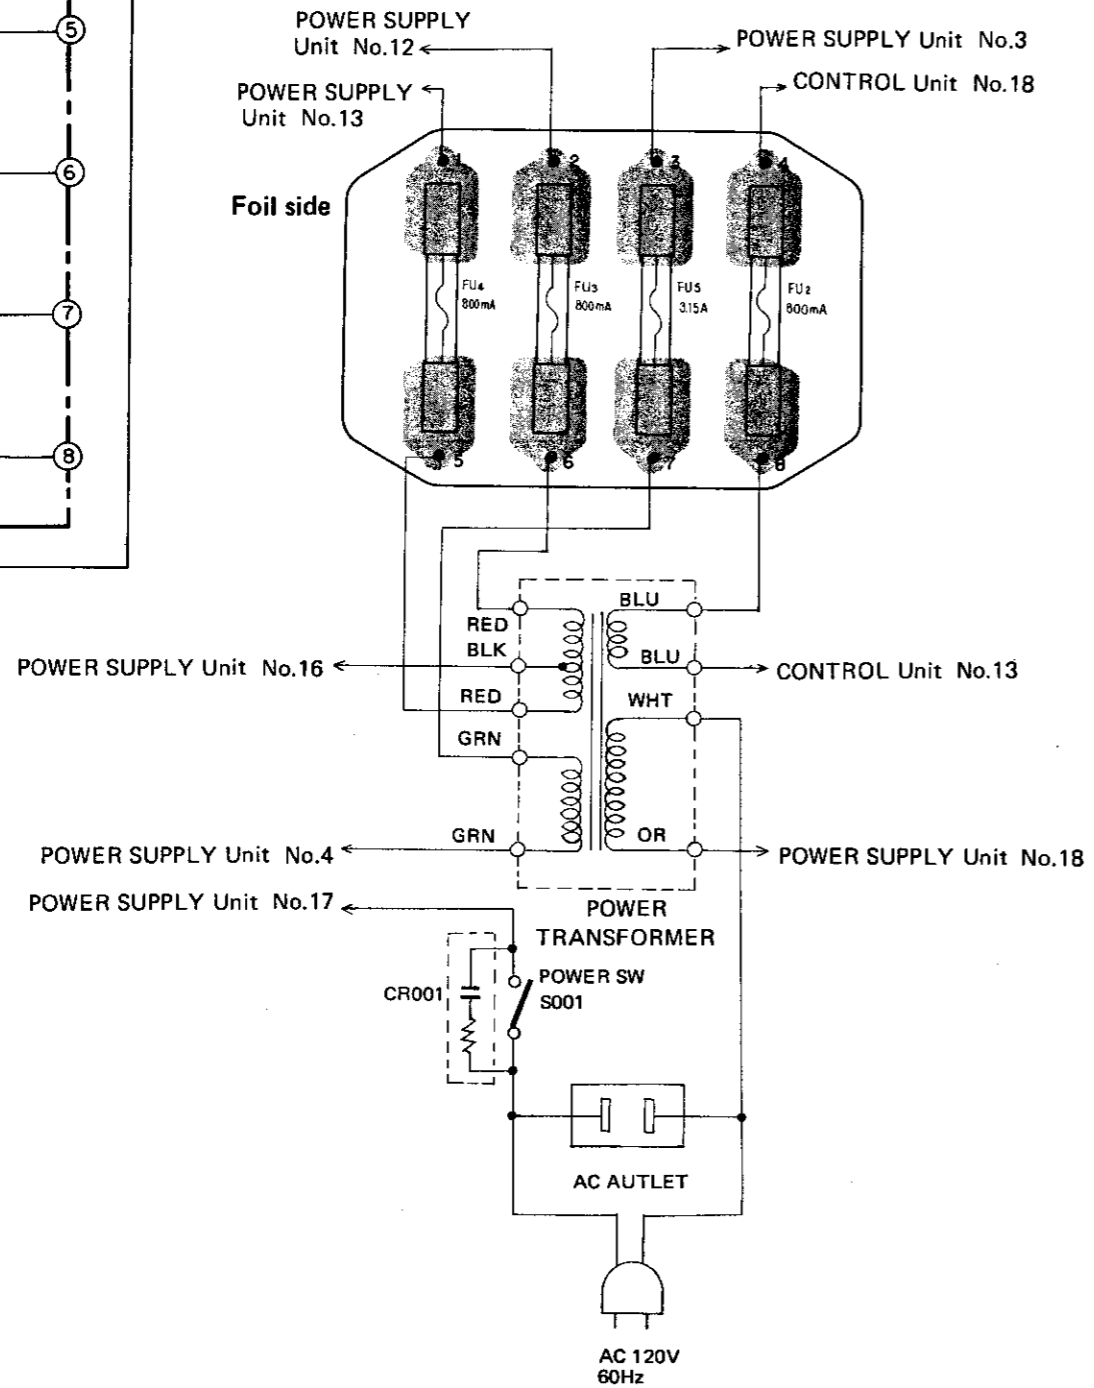 5
6
7
8
POWER SUPPLY
Unit No.12
POWER SUPPLY Unit No.3
POWER SUPPLY
Unit No.13
CONTROL Unit No.18
1
2
3
4
Foil side
FU4
800mA
FU3
800mA
FU5
3.15A
FU2
800mA
5
6
7
8
RED
BLK
BLU
POWER SUPPLY Unit No.16
BLU
CONTROL Unit No.13
RED
WHT
GRN
GRN
OR
POWER SUPPLY Unit No.4
POWER SUPPLY Unit No.18
POWER SUPPLY Unit No.17
POWER
TRANSFORMER
CR001
POWER SW
S001
AC AUTLET
AC 120V
60Hz